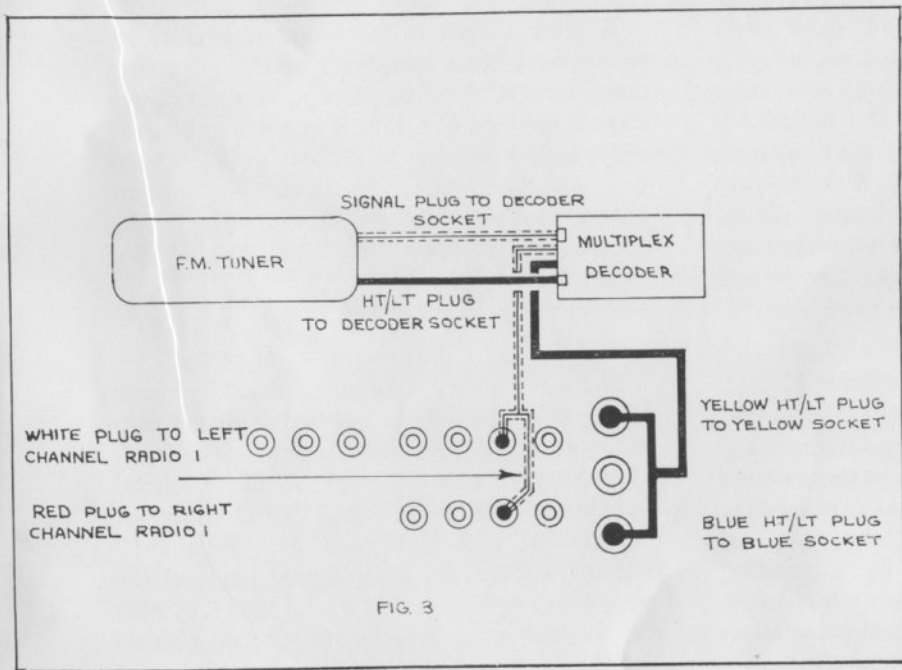 SIGNAL PLUG TO DECODER
SOCKET
F.M. TUNER
MULTIPLEX
DECODER
HT/LT PLUG
TO DECODER SOCKET
WHITE PLUG TO LEFT
CHANNEL RADIO 1
RED PLUG TO RIGHT
CHANNEL RADIO 1
YELLOW HT/LT PLUG
TO YELLOW SOCKET
BLUE HT/LT PLUG
TO BLUE SOCKET
FIG. 3